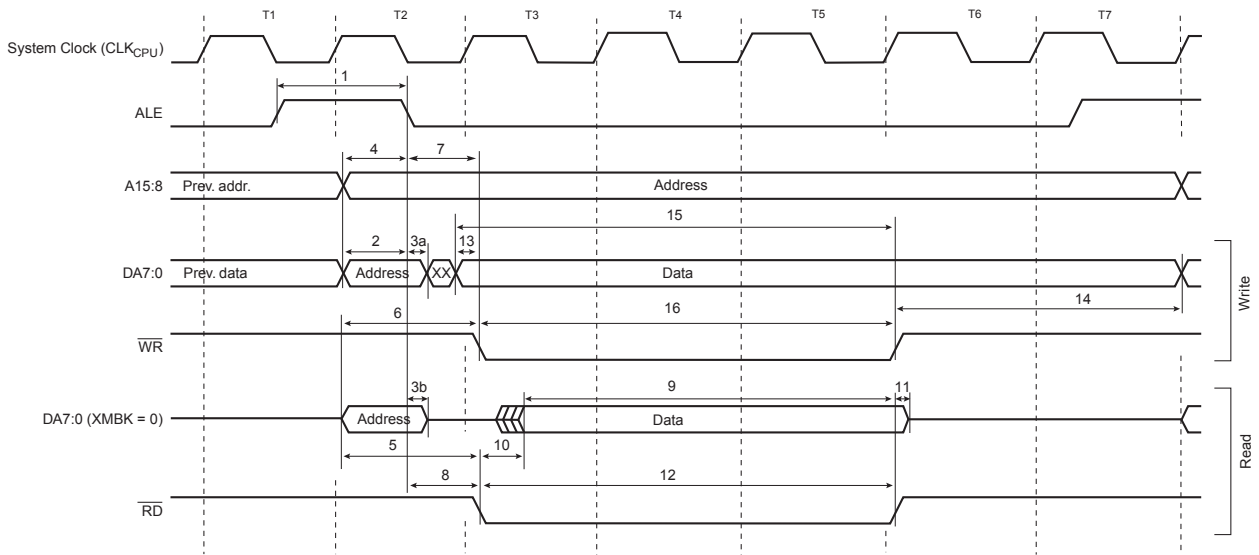 T1 T2 T3 T4 T5 T6 T7
System Clock (CLKCPU)
1
ALE
4 7
A15:8 Prev. addr. Address
15
2 3a 13
DA7:0 Prev. data Address XX Data
14
6 16
WR
Write
3b 9 11
DA7:0 (XMBK = 0) Address Data
5 10
8 12
RD
Read